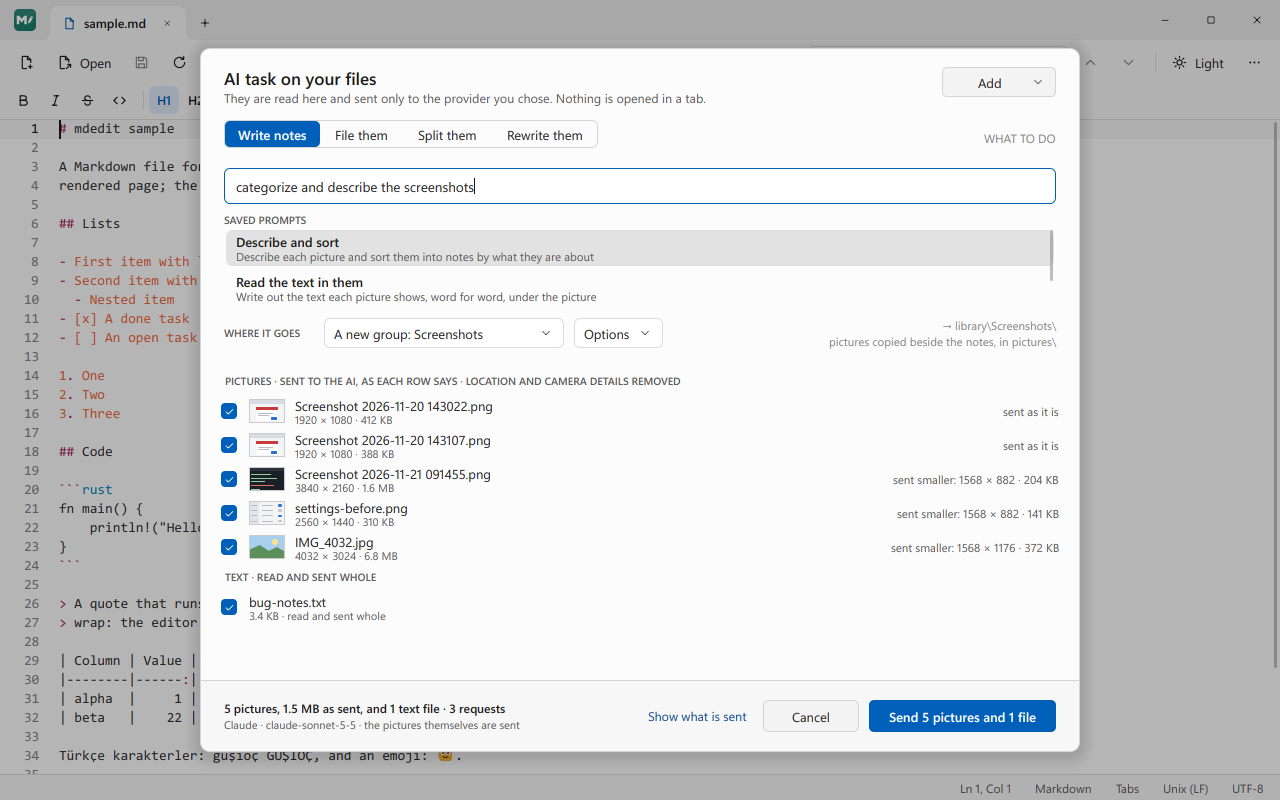 sample.md
Open
Light
B I S <> H1 H2
AI task on your files
They are read here and sent only to the provider you chose. Nothing is opened in a tab.
Add
Write notes File them Split them Rewrite them
WHAT TO DO
categorize and describe the screenshots
SAVED PROMPTS
Describe and sort
Describe each picture and sort them into notes by what they are about
Read the text in them
Write out the text each picture shows, word for word, under the picture
WHERE IT GOES
A new group: Screenshots
Options
→ library\Screenshots\
pictures copied beside the notes, in pictures\
PICTURES · SENT TO THE AI, AS EACH ROW SAYS · LOCATION AND CAMERA DETAILS REMOVED
Screenshot 2026-11-20 143022.png
1920 × 1080 · 412 KB
sent as it is
Screenshot 2026-11-20 143107.png
1920 × 1080 · 388 KB
sent as it is
Screenshot 2026-11-21 091455.png
3840 × 2160 · 1.6 MB
sent smaller: 1568 × 882 · 204 KB
settings-before.png
2560 × 1440 · 310 KB
sent smaller: 1568 × 882 · 141 KB
IMG_4032.jpg
4032 × 3024 · 6.8 MB
sent smaller: 1568 × 1176 · 372 KB
TEXT · READ AND SENT WHOLE
bug-notes.txt
3.4 KB · read and sent whole
5 pictures, 1.5 MB as sent, and 1 text file · 3 requests
Claude · claude-sonnet-5-5 · the pictures themselves are sent
Show what is sent
Cancel
Send 5 pictures and 1 file
1 # mdedit sample
2
3 A Markdown file for
4 rendered page; the
5
6 ## Lists
7
8 - First item with
9 - Second item with
10 - Nested item
11 - [x] A done task
12 - [ ] An open task
13
14 1. One
15 2. Two
16 3. Three
17
18 ## Code
19
20 ```rust
21 fn main() {
22 println!("Hello
23 }
24 ```
25
26 > A quote that runs
27 > wrap: the editor
28
29 | Column | Value |
30 |--------|------:|
31 | alpha | 1 |
32 | beta | 22 |
33
34 Türkçe karakterler: and an emoji: 🙂.
35
Ln 1, Col 1
Markdown
Tabs
Unix (LF)
UTF-8